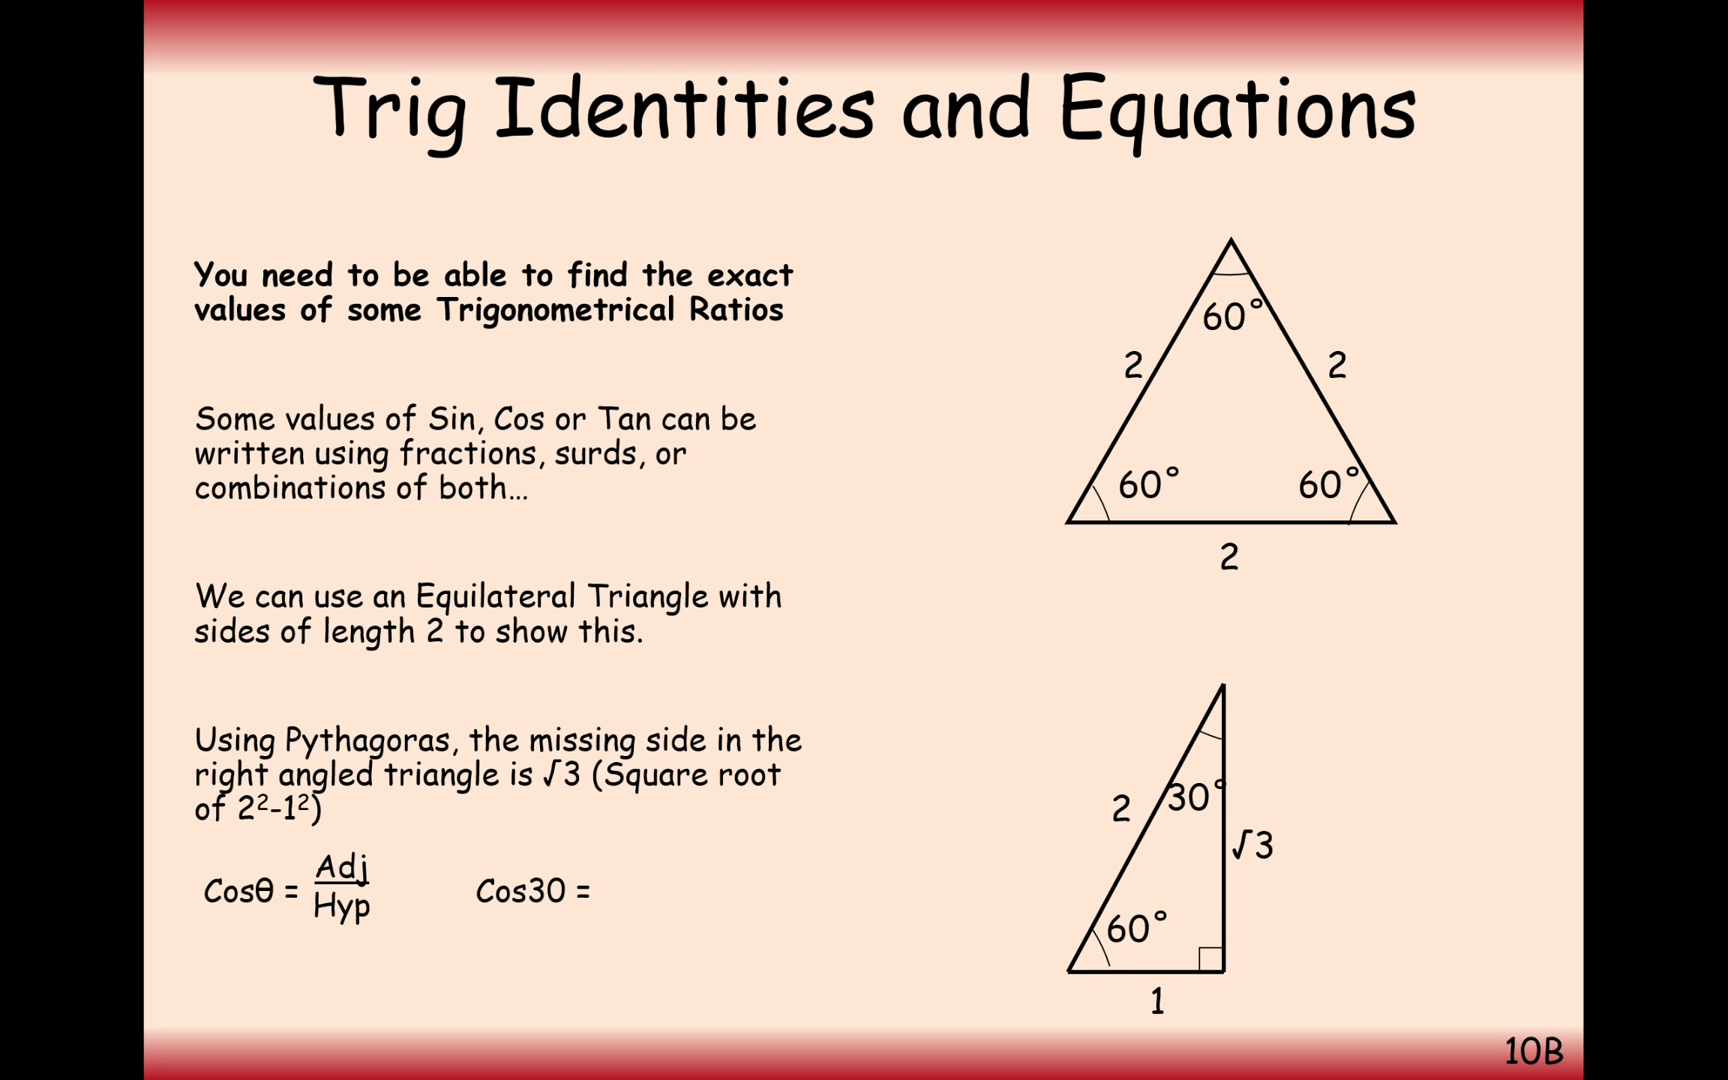 Trig Identities and Equations
You need to be able to find the exact
values of some Trigonometrical Ratios
Some values of Sin, Cos or Tan can be
written using fractions, surds, or
combinations of both…
We can use an Equilateral Triangle with
sides of length 2 to show this.
Using Pythagoras, the missing side in the
right angled triangle is √3 (Square root
of 2²-1²)
Cosθ = Adj
Hyp
Cos30 =
60°
2 2
60° 60°
2
30°
2
√3
60°
1
10B